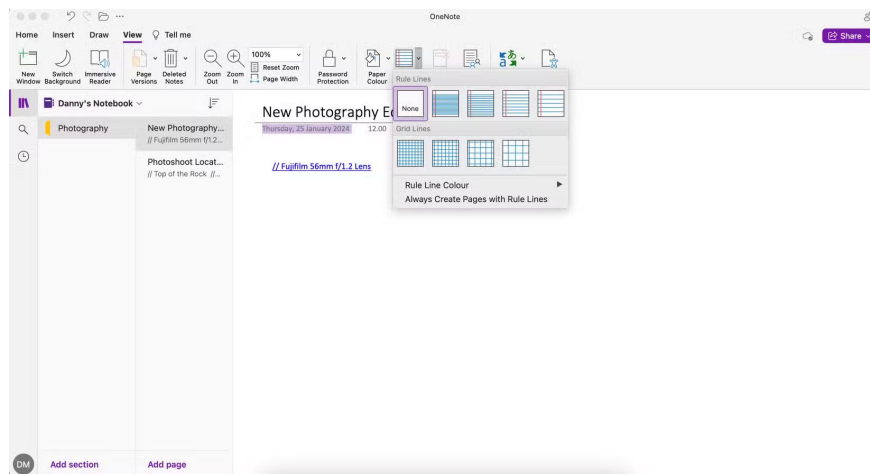 OneNote
Home Insert Draw View Tell me
Share
New Window
Switch Background
Immersive Reader
Page Versions
Deleted Notes
Zoom Out
Zoom In
100%
Reset Zoom
Page Width
Password Protection
Paper Colour
Danny's Notebook
Photography
New Photography...
// Fujifilm 56mm f/1.2...
Photoshoot Locat...
// Top of the Rock //...
New Photography E
Thursday, 25 January 2024 12.00
// Fujifilm 56mm f/1.2 Lens
Rule Lines
None
Grid Lines
Rule Line Colour
Always Create Pages with Rule Lines
DM
Add section
Add page